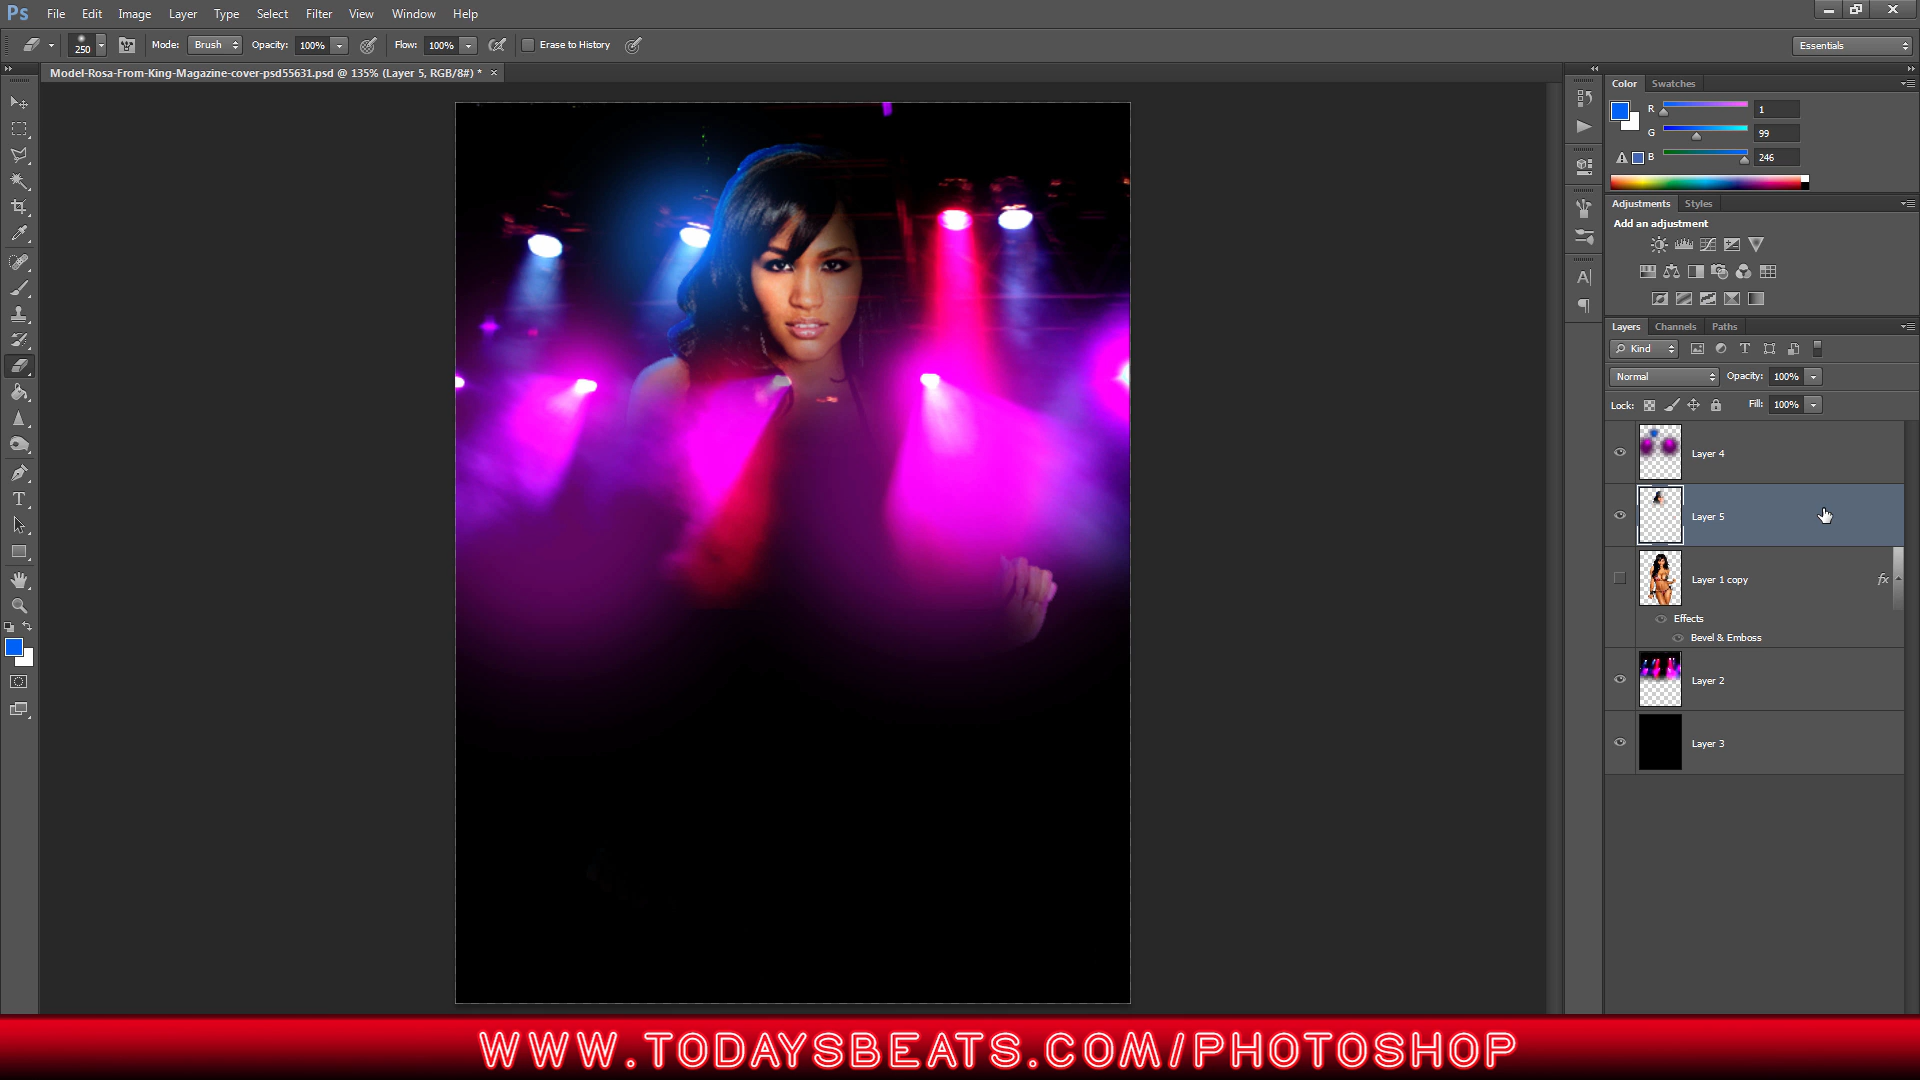 Ps File Edit Image Layer Type Select Filter View Window Help
250 Mode: Brush Opacity: 100% Flow: 100% Erase to History Essentials
Model-Rosa-From-King-Magazine-cover-psd55631.psd @ 135% (Layer 5, RGB/8#) * ×
Color Swatches
R 1
G 99
B 246
Adjustments Styles
Add an adjustment
Layers Channels Paths
Kind
Normal Opacity: 100%
Lock: Fill: 100%
Layer 4
Layer 5
Layer 1 copy fx
Effects
Bevel & Emboss
Layer 2
Layer 3
WWW.TODAYSBEATS.COM/PHOTOSHOP